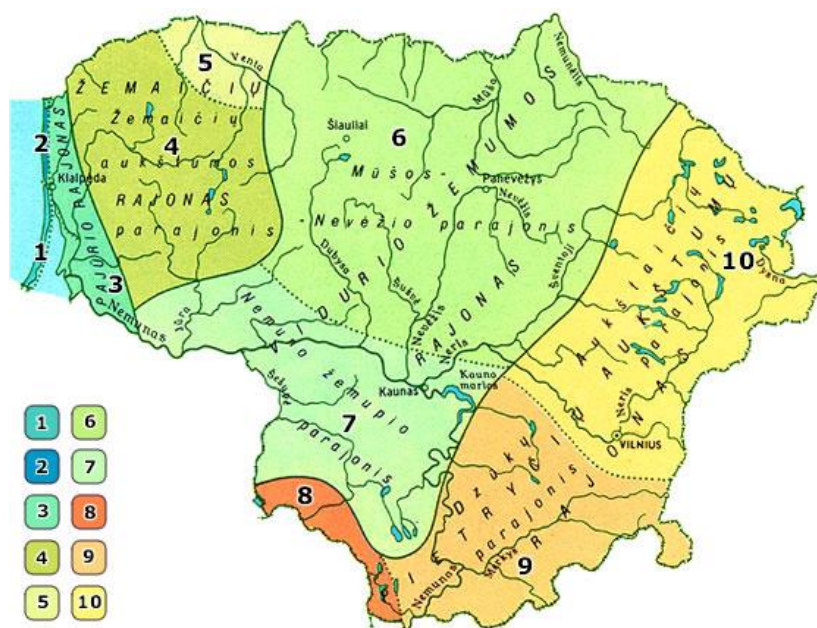 5
Venta
ŽEMAIČIŲ
Žemaičių
4
aukštumos
RAJONAS
parajonis
Nemunėlis
Mūša
Šiauliai
6
Mūšos-
-Nevėžio parajonis
Panevėžys
Nevėžis
VIDURIO ŽEMUMOS
RAJONAS
2
Klaipėda
1
PAJŪRIO RAJONAS
3
Nemunas
Jūra
Dubysa
Šušvė
Nevėžis
Neris
Šventoji
10
Dysna
Aukštaičių
parajonis
AUKŠTUMŲ
Neris
VILNIUS
Nemuno žemupio
parajonis
Šešupė
Kaunas
Kauno
marios
7
8
Dzūkų
parajonis
RAJONAS
Nemunas
Merkys
9
1
6
2
7
3
8
4
9
5
10